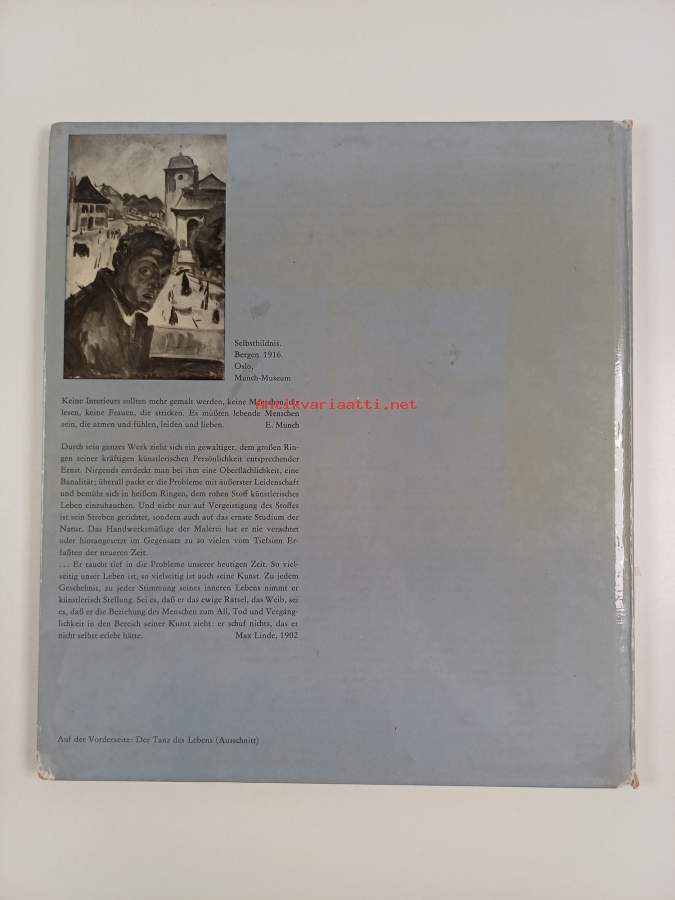 Selbstbildnis.
Bergen. 1916.
Oslo,
Munch-Museum
antikvariaatti.net
Keine Interieurs sollten mehr gemalt werden, keine Menschen, die
lesen, keine Frauen, die stricken. Es müßten lebende Menschen
sein, die atmen und fühlen, leiden und lieben. E. Munch
Durch sein ganzes Werk zieht sich ein gewaltiger, dem großen Rin-
gen seiner kräftigen künstlerischen Persönlichkeit entsprechender
Ernst. Nirgends entdeckt man bei ihm eine Oberflächlichkeit, eine
Banalität; überall packt er die Probleme mit äußerster Leidenschaft
und bemüht sich in heißem Ringen, dem rohen Stoff künstlerisches
Leben einzuhauchen. Und nicht nur auf Vergeistigung des Stoffes
ist sein Streben gerichtet, sondern auch auf das ernste Studium der
Natur. Das Handwerksmäßige der Malerei hat er nie verachtet
oder hintangesetzt im Gegensatz zu so vielen vom Tiefsinn Er-
faßten der neueren Zeit.
... Er taucht tief in die Probleme unserer heutigen Zeit. So viel-
seitig unser Leben ist, so vielseitig ist auch seine Kunst. Zu jedem
Geschehnis, zu jeder Stimmung seines inneren Lebens nimmt er
künstlerisch Stellung. Sei es, daß er das ewige Rätsel, das Weib, sei
es, daß er die Beziehung des Menschen zum All, Tod und Vergäng-
lichkeit in den Bereich seiner Kunst zieht: er schuf nichts, das er
nicht selbst erlebt hätte. Max Linde, 1902
Auf der Vorderseite: Der Tanz des Lebens (Ausschnitt)